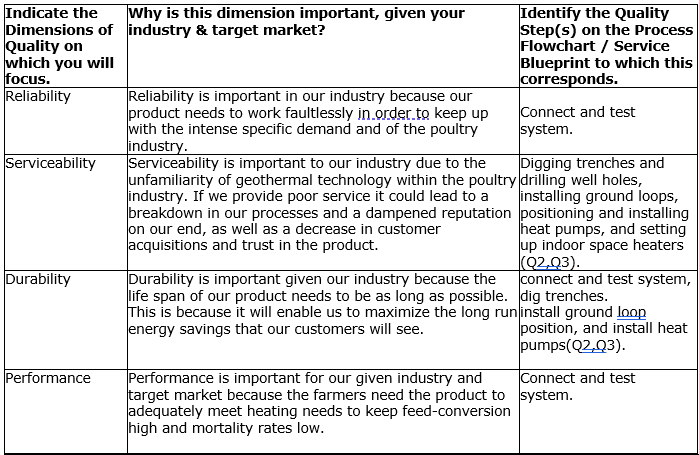 Indicate the
Dimensions of
Quality on
which you will
focus.
Why is this dimension important, given your
industry & target market?
Identify the Quality
Step(s) on the Process
Flowchart / Service
Blueprint to which this
corresponds.
Reliability
Reliability is important in our industry because our
product needs to work faultlessly in order to keep up
with the intense specific demand and of the poultry
industry.
Connect and test
system.
Serviceability
Serviceability is important to our industry due to the
unfamiliarity of geothermal technology within the poultry
industry. If we provide poor service it could lead to a
breakdown in our processes and a dampened reputation
on our end, as well as a decrease in customer
acquisitions and trust in the product.
Digging trenches and
drilling well holes,
installing ground loops,
positioning and installing
heat pumps, and setting
up indoor space heaters
(Q2,Q3).
Durability
Durability is important given our industry because the
life span of our product needs to be as long as possible.
This is because it will enable us to maximize the long run
energy savings that our customers will see.
connect and test system,
dig trenches.
install ground loop
position, and install heat
pumps(Q2,Q3).
Performance
Performance is important for our given industry and
target market because the farmers need the product to
adequately meet heating needs to keep feed-conversion
high and mortality rates low.
Connect and test
system.